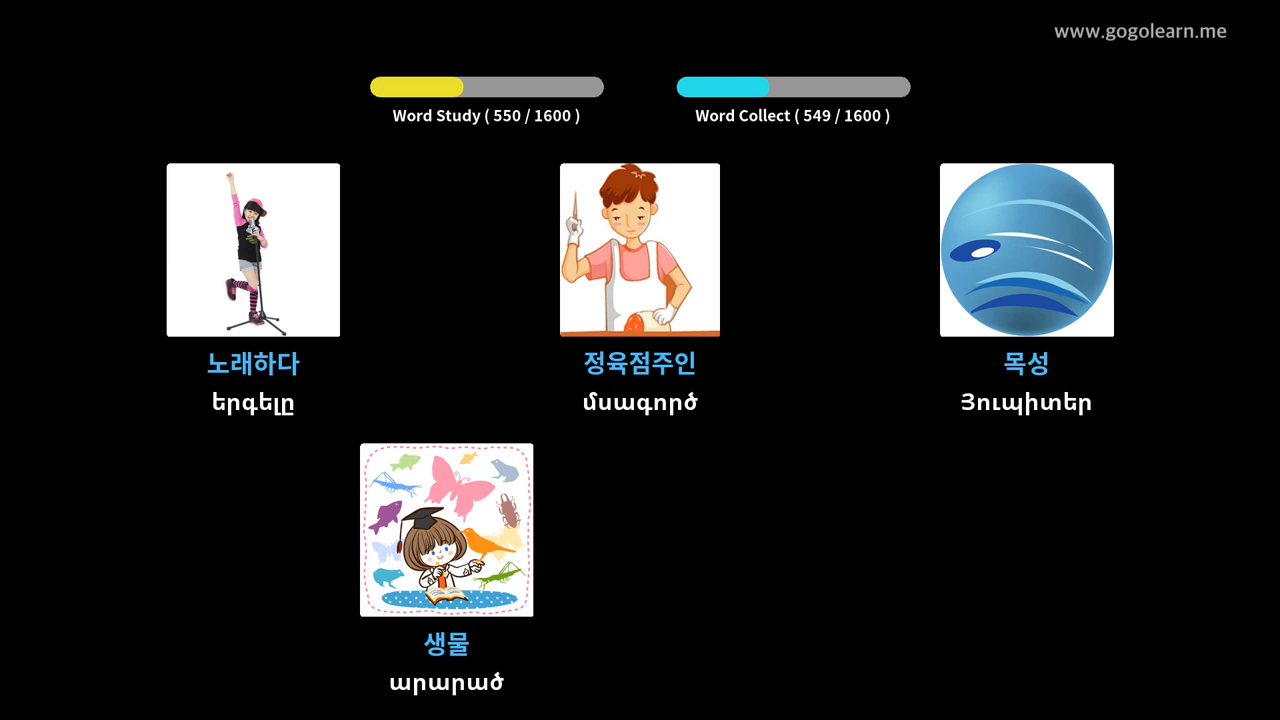 www.gogolearn.me
Word Study ( 550 / 1600 )
Word Collect ( 549 / 1600 )
노래하다
երգելը
정육점주인
մսագործ
목성
Յուպիտեր
생물
արարած